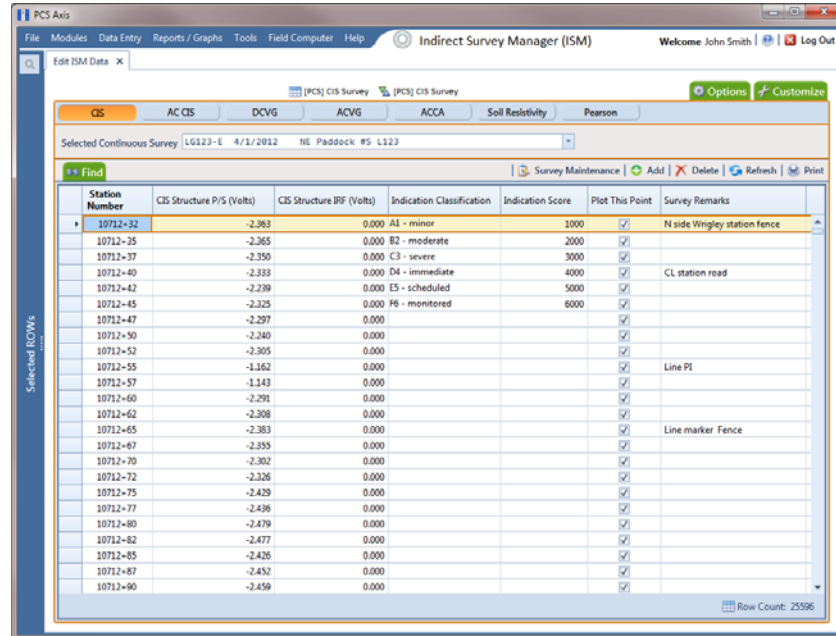 PCS Axis
File Modules Data Entry Reports / Graphs Tools Field Computer Help Indirect Survey Manager (ISM) Welcome John Smith Log Out
Edit ISM Data X
[PCS] CIS Survey [PCS] CIS Survey Options Customize
CIS AC CIS DCVG ACVG ACCA Soil Resistivity Pearson
Selected Continuous Survey LG123-E 4/1/2012 NE Paddock #5 L123
Find Survey Maintenance Add Delete Refresh Print
Station Number CIS Structure P/S (Volts) CIS Structure IRF (Volts) Indication Classification Indication Score Plot This Point Survey Remarks
10712+32 -2.363 0.000 A1 - minor 1000 N side Wrigley station fence
10712+35 -2.365 0.000 B2 - moderate 2000
10712+37 -2.350 0.000 C3 - severe 3000
10712+40 -2.333 0.000 D4 - immediate 4000 CL station road
10712+42 -2.239 0.000 E5 - scheduled 5000
10712+45 -2.325 0.000 F6 - monitored 6000
10712+47 -2.297 0.000
10712+50 -2.240 0.000
10712+52 -2.305 0.000
10712+55 -1.162 0.000 Line PI
10712+57 -1.143 0.000
10712+60 -2.291 0.000
10712+62 -2.308 0.000
10712+65 -2.383 0.000 Line marker Fence
10712+67 -2.355 0.000
10712+70 -2.302 0.000
10712+72 -2.326 0.000
10712+75 -2.429 0.000
10712+77 -2.436 0.000
10712+80 -2.479 0.000
10712+82 -2.477 0.000
10712+85 -2.426 0.000
10712+87 -2.452 0.000
10712+90 -2.459 0.000
Selected ROWs
Row Count: 25596